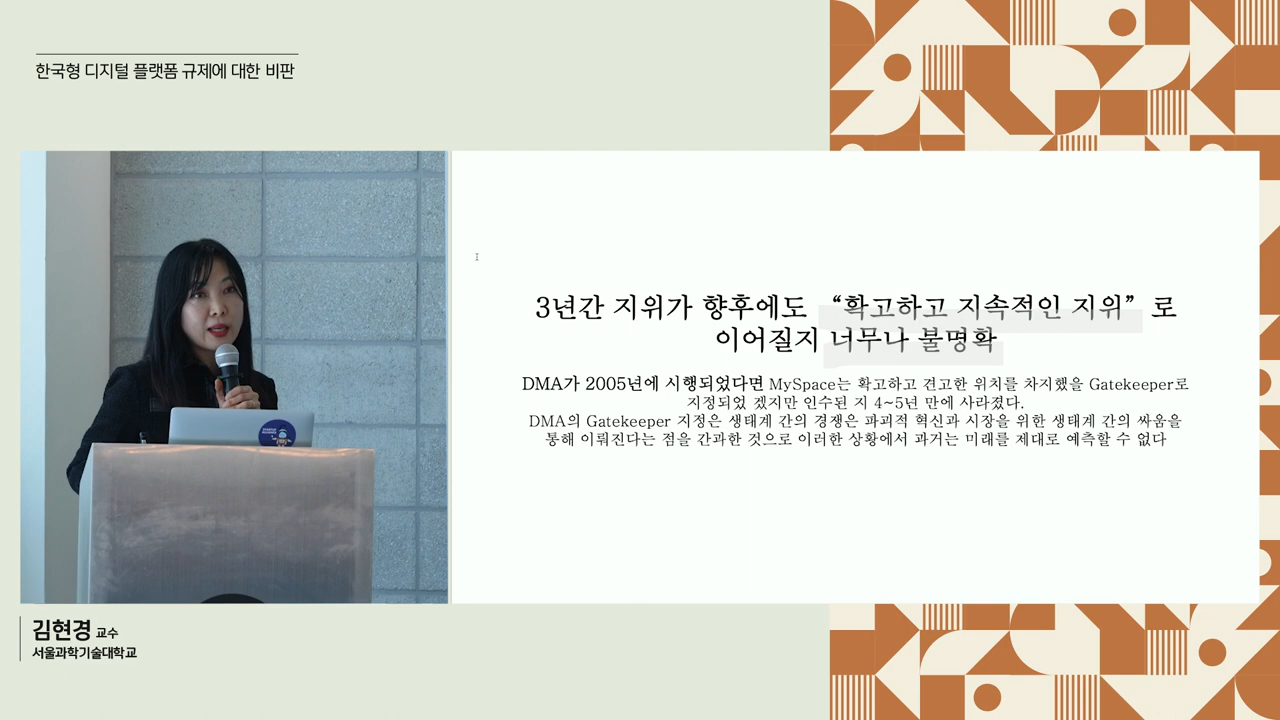 한국형 디지털 플랫폼 규제에 대한 비판
3년간 지위가 향후에도 “확고하고 지속적인 지위” 로
이어질지 너무나 불명확
DMA가 2005년에 시행되었다면 MySpace는 확고하고 견고한 위치를 차지했을 Gatekeeper로
지정되었 겠지만 인수된 지 4~5년 만에 사라졌다.
DMA의 Gatekeeper 지정은 생태계 간의 경쟁은 파괴적 혁신과 시장을 위한 생태계 간의 싸움을
통해 이뤄진다는 점을 간과한 것으로 이러한 상황에서 과거는 미래를 제대로 예측할 수 없다
김현경 교수
서울과학기술대학교